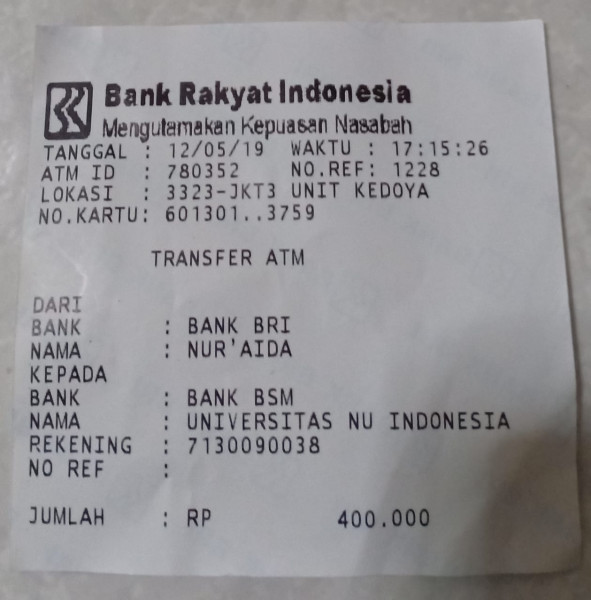 Bank Rakyat Indonesia
Mengutamakan Kepuasan Nasabah
TANGGAL : 12/05/19 WAKTU : 17:15:26
ATM ID : 780352 NO.REF: 1228
LOKASI : 3323-JKT3 UNIT KEDOYA
NO.KARTU: 601301..3759
TRANSFER ATM
DARI
BANK : BANK BRI
NAMA : NUR'AIDA
KEPADA
BANK : BANK BSM
NAMA : UNIVERSITAS NU INDONESIA
REKENING : 7130090038
NO REF :
JUMLAH : RP 400.000